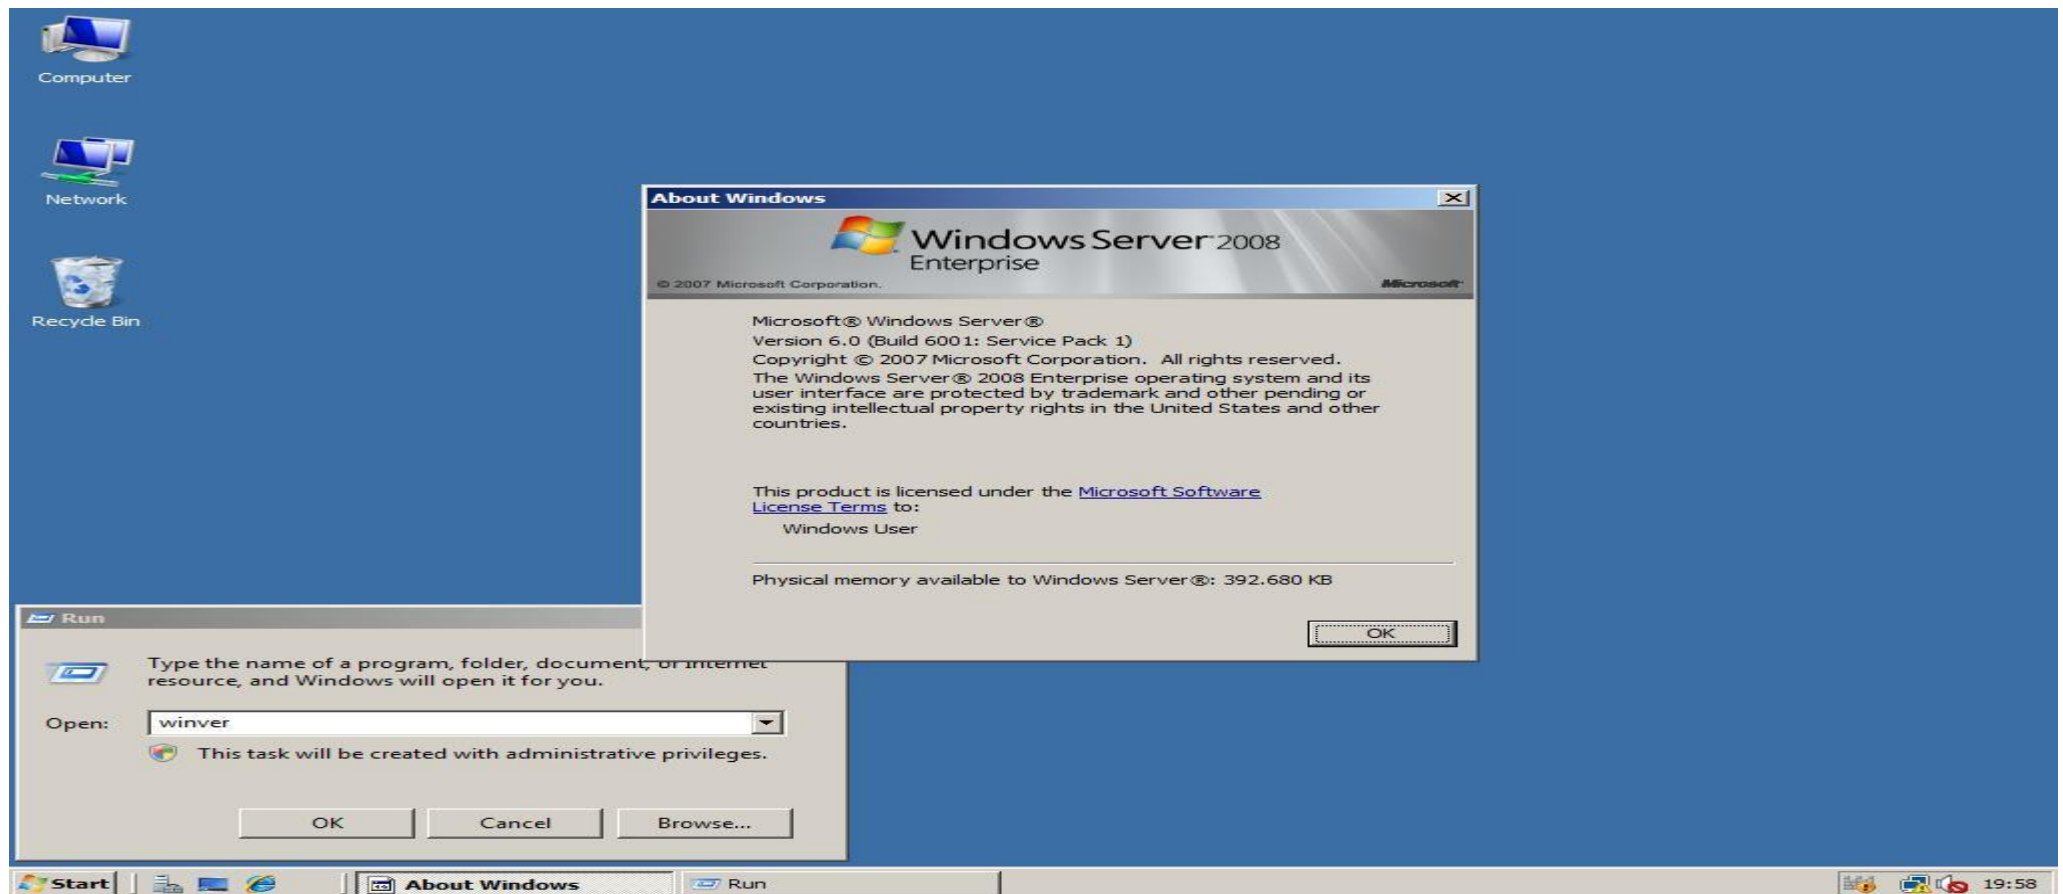 Computer
Network
Recycle Bin
About Windows
Windows Server 2008
Enterprise
© 2007 Microsoft Corporation.
Microsoft
Microsoft® Windows Server®
Version 6.0 (Build 6001: Service Pack 1)
Copyright © 2007 Microsoft Corporation. All rights reserved.
The Windows Server® 2008 Enterprise operating system and its
user interface are protected by trademark and other pending or
existing intellectual property rights in the United States and other
countries.
This product is licensed under the Microsoft Software
License Terms to:
Windows User
Physical memory available to Windows Server®: 392.680 KB
OK
Run
Type the name of a program, folder, document, or Internet
resource, and Windows will open it for you.
Open: winver
This task will be created with administrative privileges.
OK Cancel Browse...
Start About Windows Run 19:58